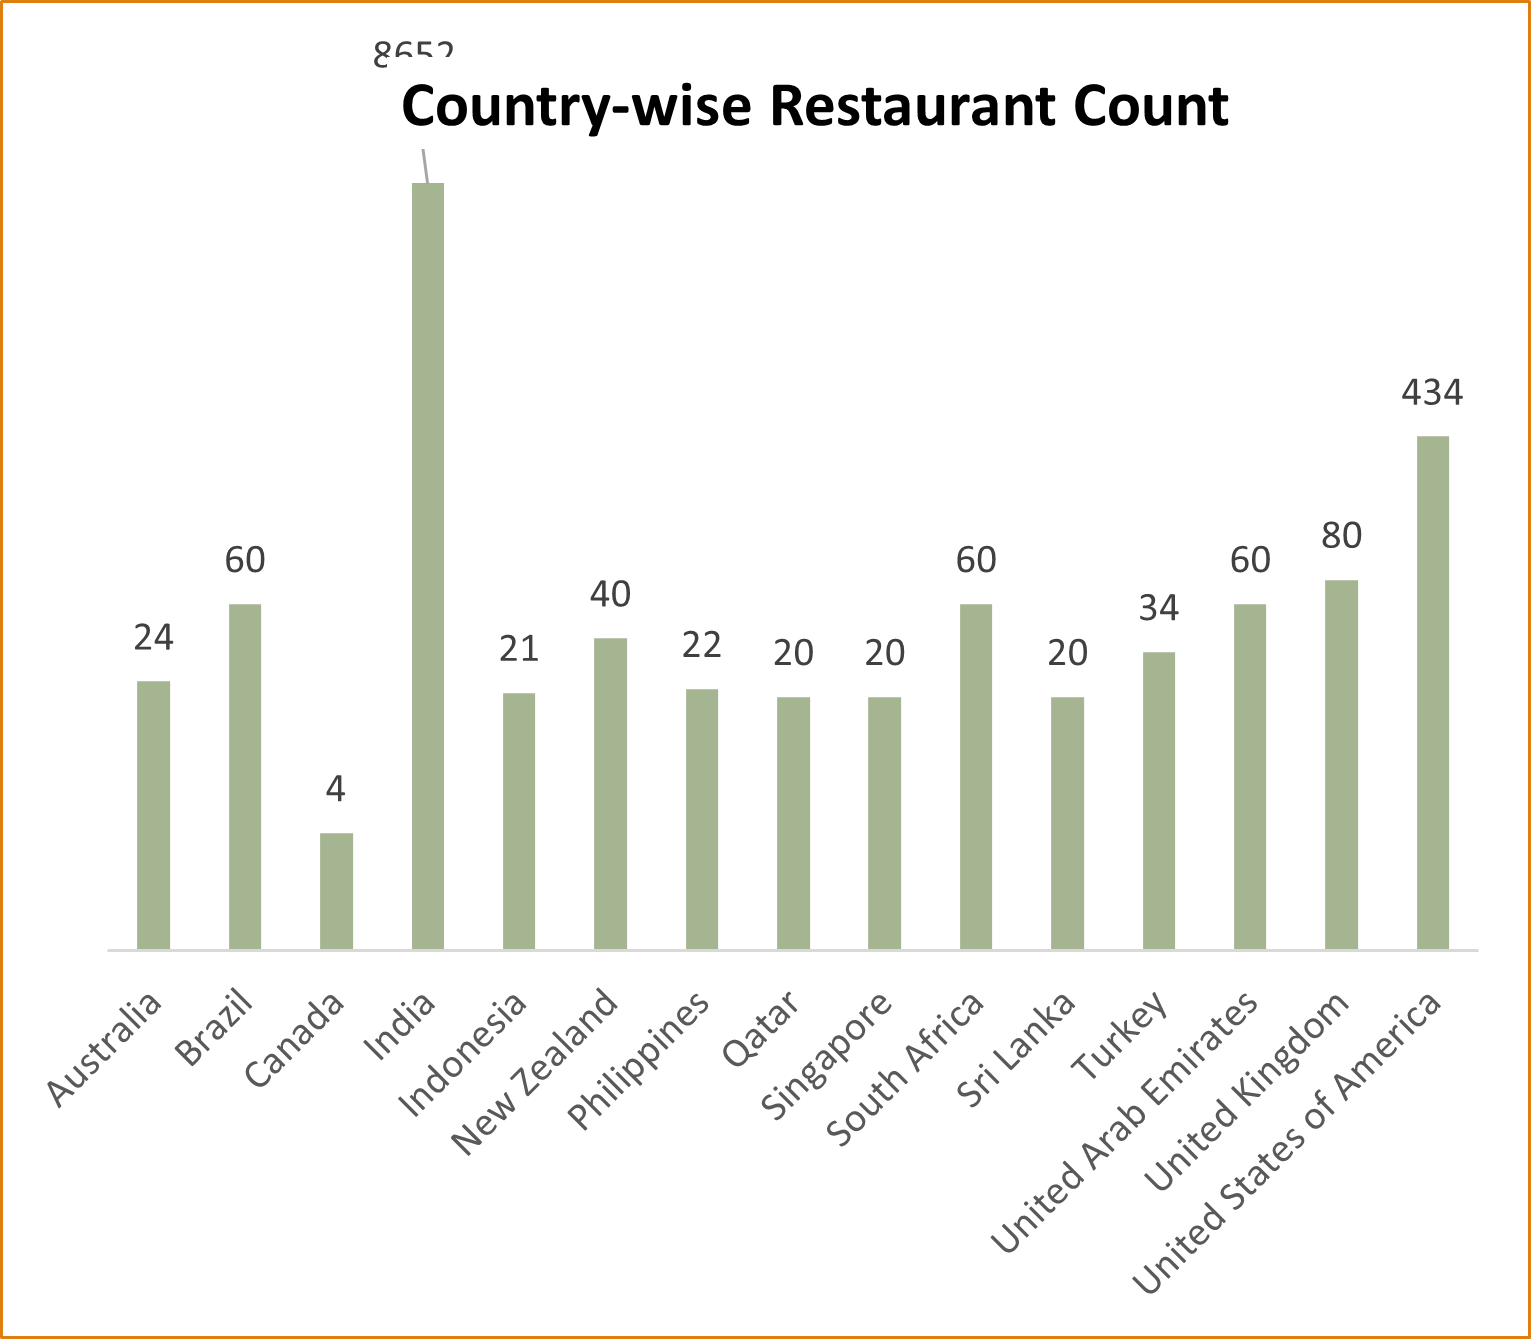 8652
Country-wise Restaurant Count
434
80
60
60
60
40
34
24
22
21
20
20
20
4
Australia
Brazil
Canada
India
Indonesia
New Zealand
Philippines
Qatar
Singapore
South Africa
Sri Lanka
Turkey
United Arab Emirates
United Kingdom
United States of America